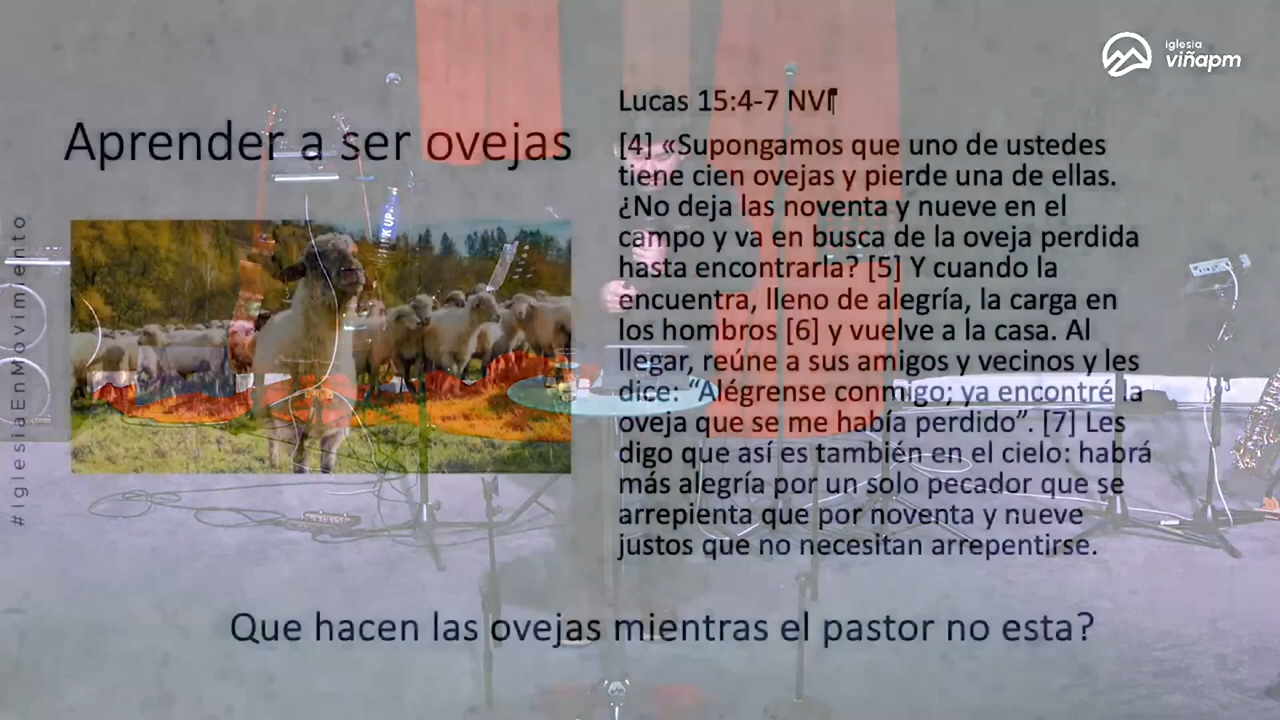 iglesia
viñapm
Aprender a ser ovejas
#IglesiaEnMovimiento
Lucas 15:4-7 NVI
[4] «Supongamos que uno de ustedes
tiene cien ovejas y pierde una de ellas.
¿No deja las noventa y nueve en el
campo y va en busca de la oveja perdida
hasta encontrarla? [5] Y cuando la
encuentra, lleno de alegría, la carga en
los hombros [6] y vuelve a la casa. Al
llegar, reúne a sus amigos y vecinos y les
dice: “Alégrense conmigo; ya encontré la
oveja que se me había perdido”. [7] Les
digo que así es también en el cielo: habrá
más alegría por un solo pecador que se
arrepienta que por noventa y nueve
justos que no necesitan arrepentirse.
Que hacen las ovejas mientras el pastor no esta?